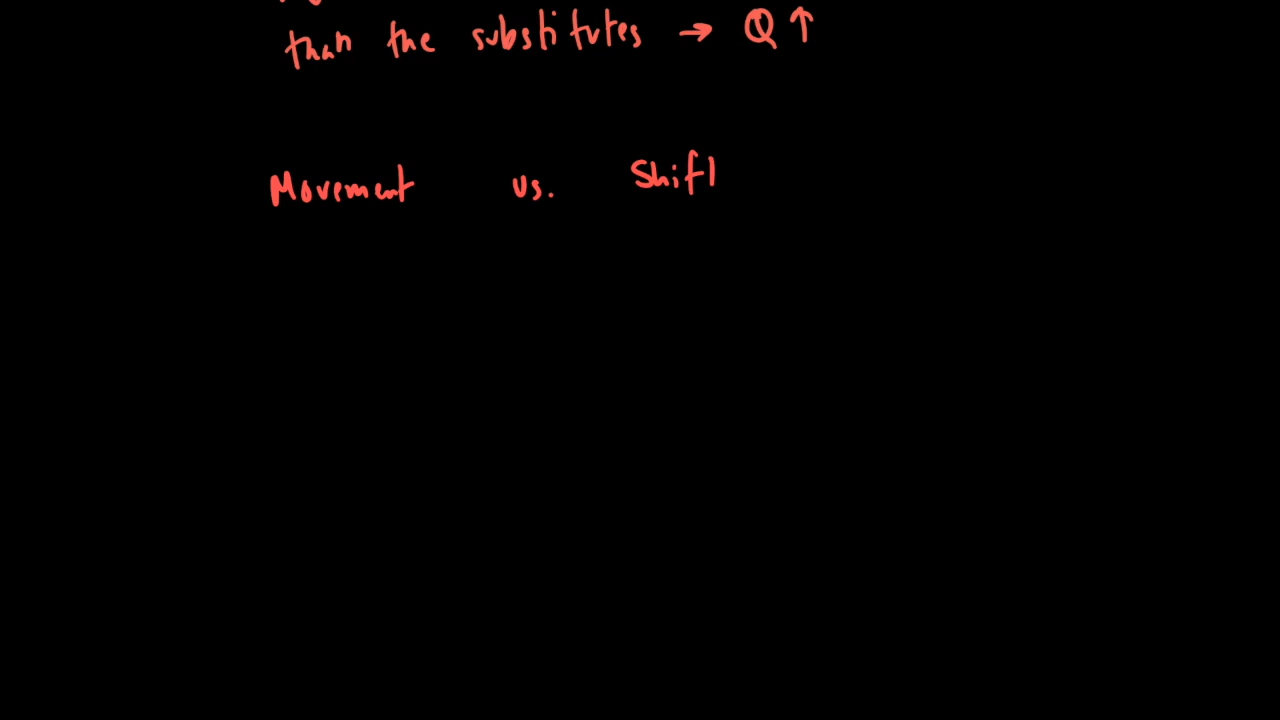 than the substitutes → Q ↑
Movement vs. Shift